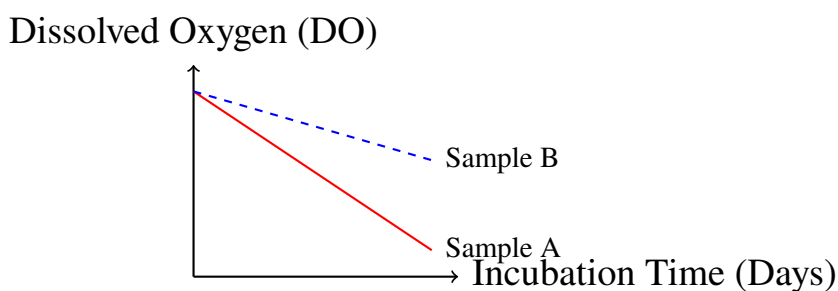 Dissolved Oxygen (DO)
Sample B
Sample A
Incubation Time (Days)